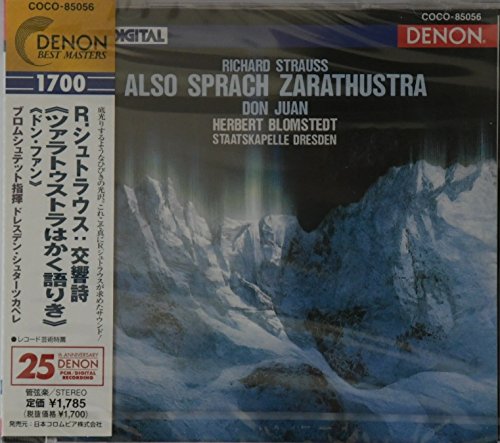 COCO-85056
DENON
BEST MASTERS
1700
R.シュトラウス:交響詩
《ツァラトゥストラはかく語りき》
《ドン・ファン》
ブロムシュテット指揮 ドレスデン・シュターツカペレ
●レコード芸術特薦
25
th ANNIVERSARY
DENON
PCM/DIGITAL
RECORDING
管弦楽/STEREO
定価 ¥1,785
(税抜価格 ¥1,700)
発売元:日本コロムビア株式会社
COCO-85056
DIGITAL
DENON
RICHARD STRAUSS
ALSO SPRACH ZARATHUSTRA
DON JUAN
HERBERT BLOMSTEDT
STAATSKAPELLE DRESDEN